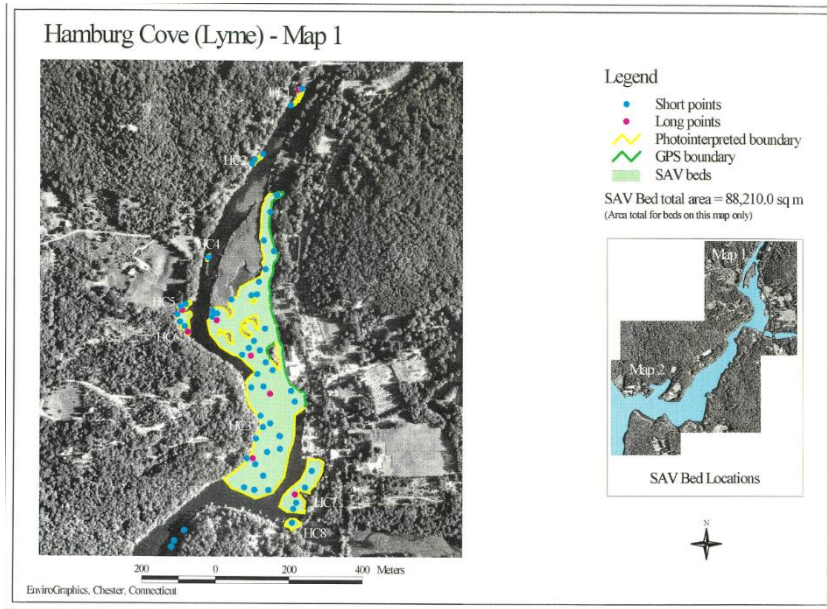 Hamburg Cove (Lyme) - Map 1
HC1
HC2
HC4
HC5
HC6
HC3
HC7
HC8
Legend
Short points
Long points
Photointerpreted boundary
GPS boundary
SAV beds
SAV Bed total area = 88,210.0 sq m
(Area total for beds on this map only)
Map 1
Map 2
SAV Bed Locations
N
200 0 200 400 Meters
EnviroGraphics, Chester, Connecticut